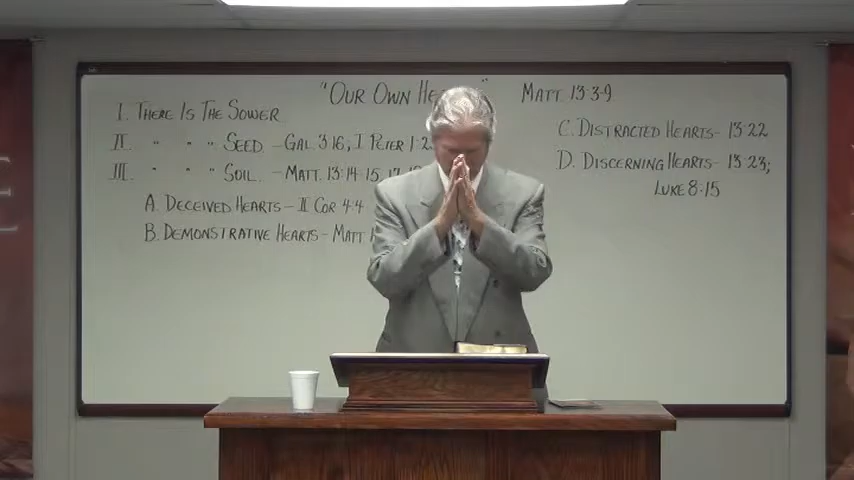 "OUR OWN HE "
MATT. 13:3-9
I. THERE IS THE SOWER
II. " " " SEED - GAL. 3:16, I PETER 1:2
III. " " " SOIL - MATT. 13:14-15, 17,
A. DECEIVED HEARTS - II COR 4:4
B. DEMONSTRATIVE HEARTS - MATT.
C. DISTRACTED HEARTS - 13:22
D. DISCERNING HEARTS - 13:23;
LUKE 8:15